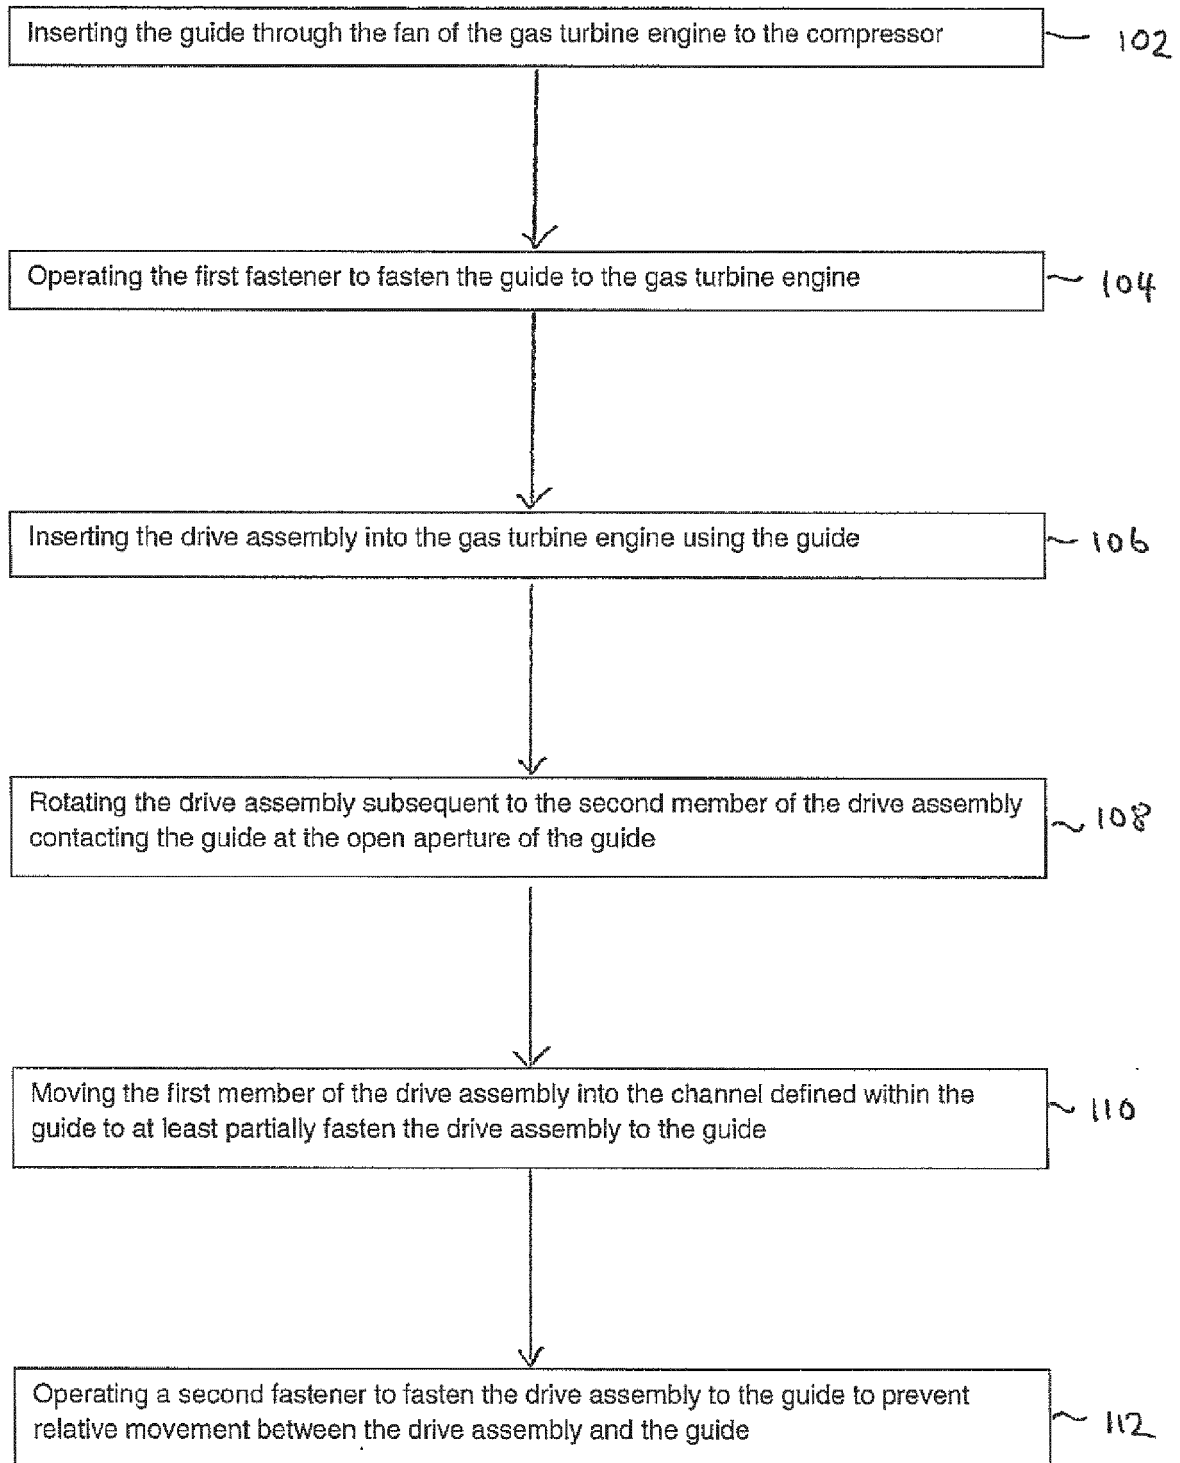 Inserting the guide through the fan of the gas turbine engine to the compressor
102
Operating the first fastener to fasten the guide to the gas turbine engine
104
Inserting the drive assembly into the gas turbine engine using the guide
106
Rotating the drive assembly subsequent to the second member of the drive assembly
contacting the guide at the open aperture of the guide
108
Moving the first member of the drive assembly into the channel defined within the
guide to at least partially fasten the drive assembly to the guide
110
Operating a second fastener to fasten the drive assembly to the guide to prevent
relative movement between the drive assembly and the guide
112